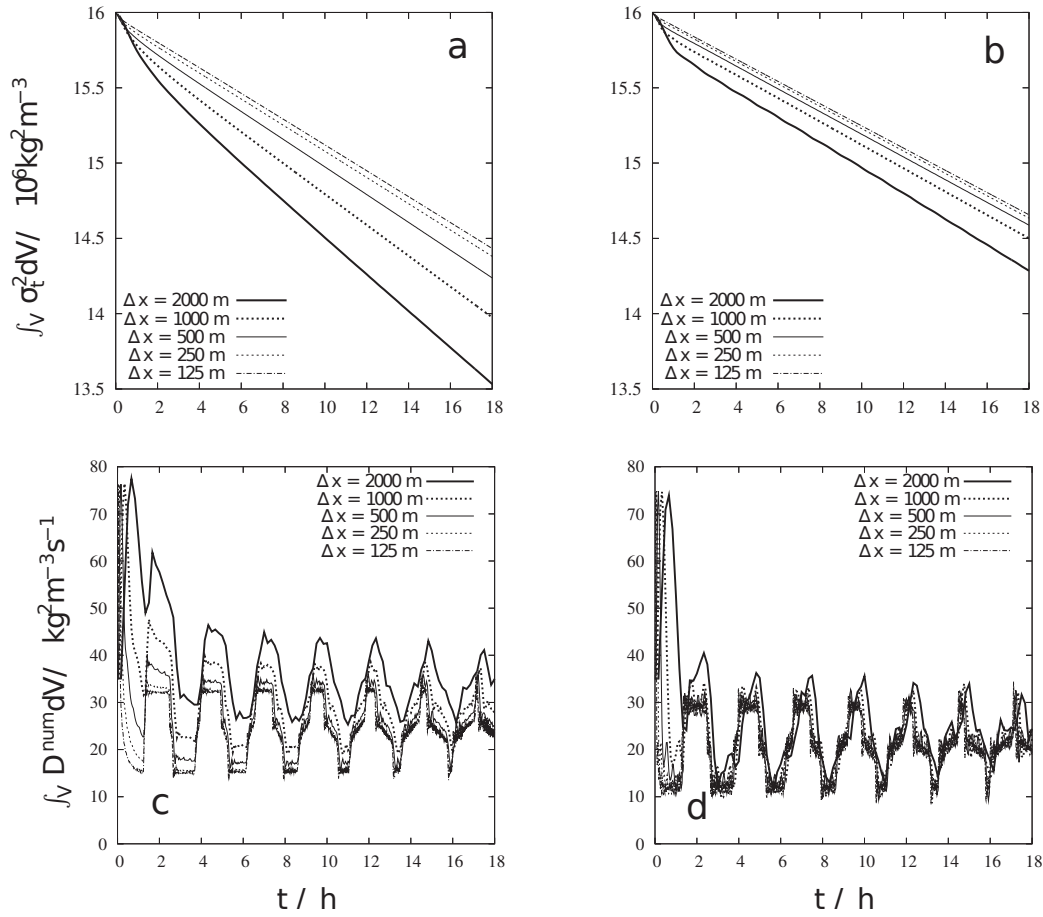 a
∫V σt²dV/ 10⁶kg²m⁻³
16
15.5
15
14.5
14
13.5
Δx = 2000 m
Δx = 1000 m
Δx = 500 m
Δx = 250 m
Δx = 125 m
0 2 4 6 8 10 12 14 16 18
b
16
15.5
15
14.5
14
13.5
Δx = 2000 m
Δx = 1000 m
Δx = 500 m
Δx = 250 m
Δx = 125 m
0 2 4 6 8 10 12 14 16 18
∫V Dⁿᵘᵐ dV/ kg²m⁻³s⁻¹
80
70
60
50
40
30
20
10
0
Δx = 2000 m
Δx = 1000 m
Δx = 500 m
Δx = 250 m
Δx = 125 m
c
0 2 4 6 8 10 12 14 16 18
t / h
80
70
60
50
40
30
20
10
0
Δx = 2000 m
Δx = 1000 m
Δx = 500 m
Δx = 250 m
Δx = 125 m
d
0 2 4 6 8 10 12 14 16 18
t / h